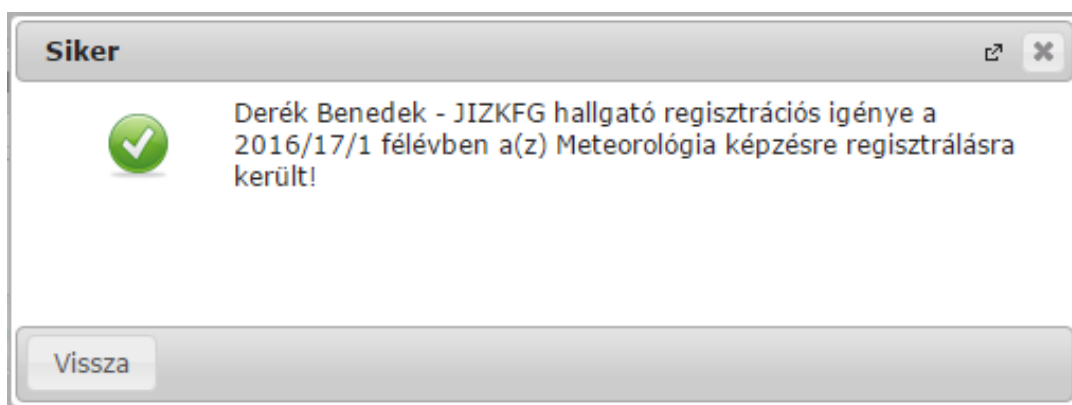 Siker
Derék Benedek - JIZKFG hallgató regisztrációs igénye a
2016/17/1 félévben a(z) Meteorológia képzésre regisztrálásra
került!
Vissza